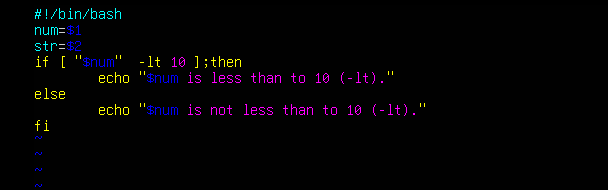 #!/bin/bash
num=$1
str=$2
if [ "$num"  -lt 10 ];then
        echo "$num is less than to 10 (-lt)."
else
        echo "$num is not less than to 10 (-lt)."
fi
~
~
~
~